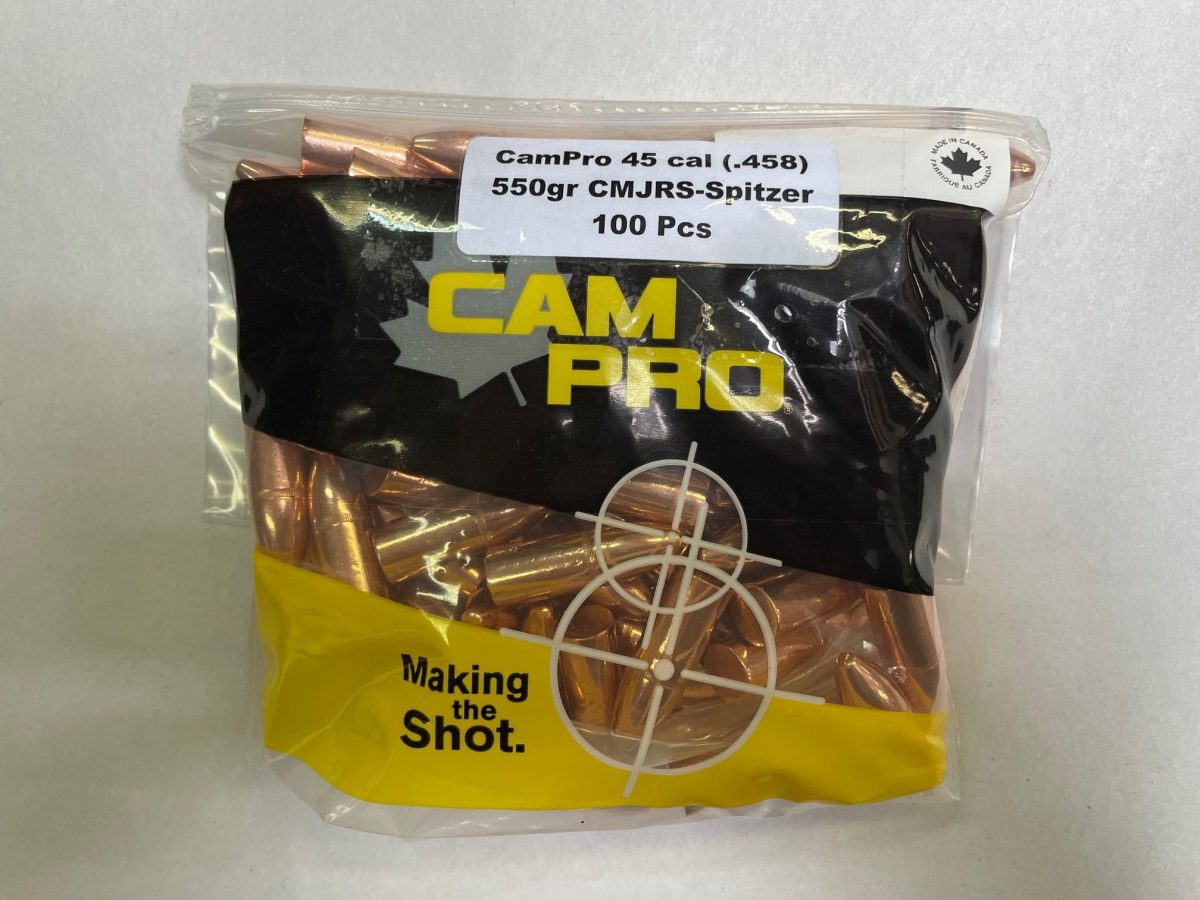 CamPro 45 cal (.458)
550gr CMJRS-Spitzer
100 Pcs
MADE IN CANADA
FABRIQUÉ AU CANADA
CAM
PRO
®
Making
the
Shot.